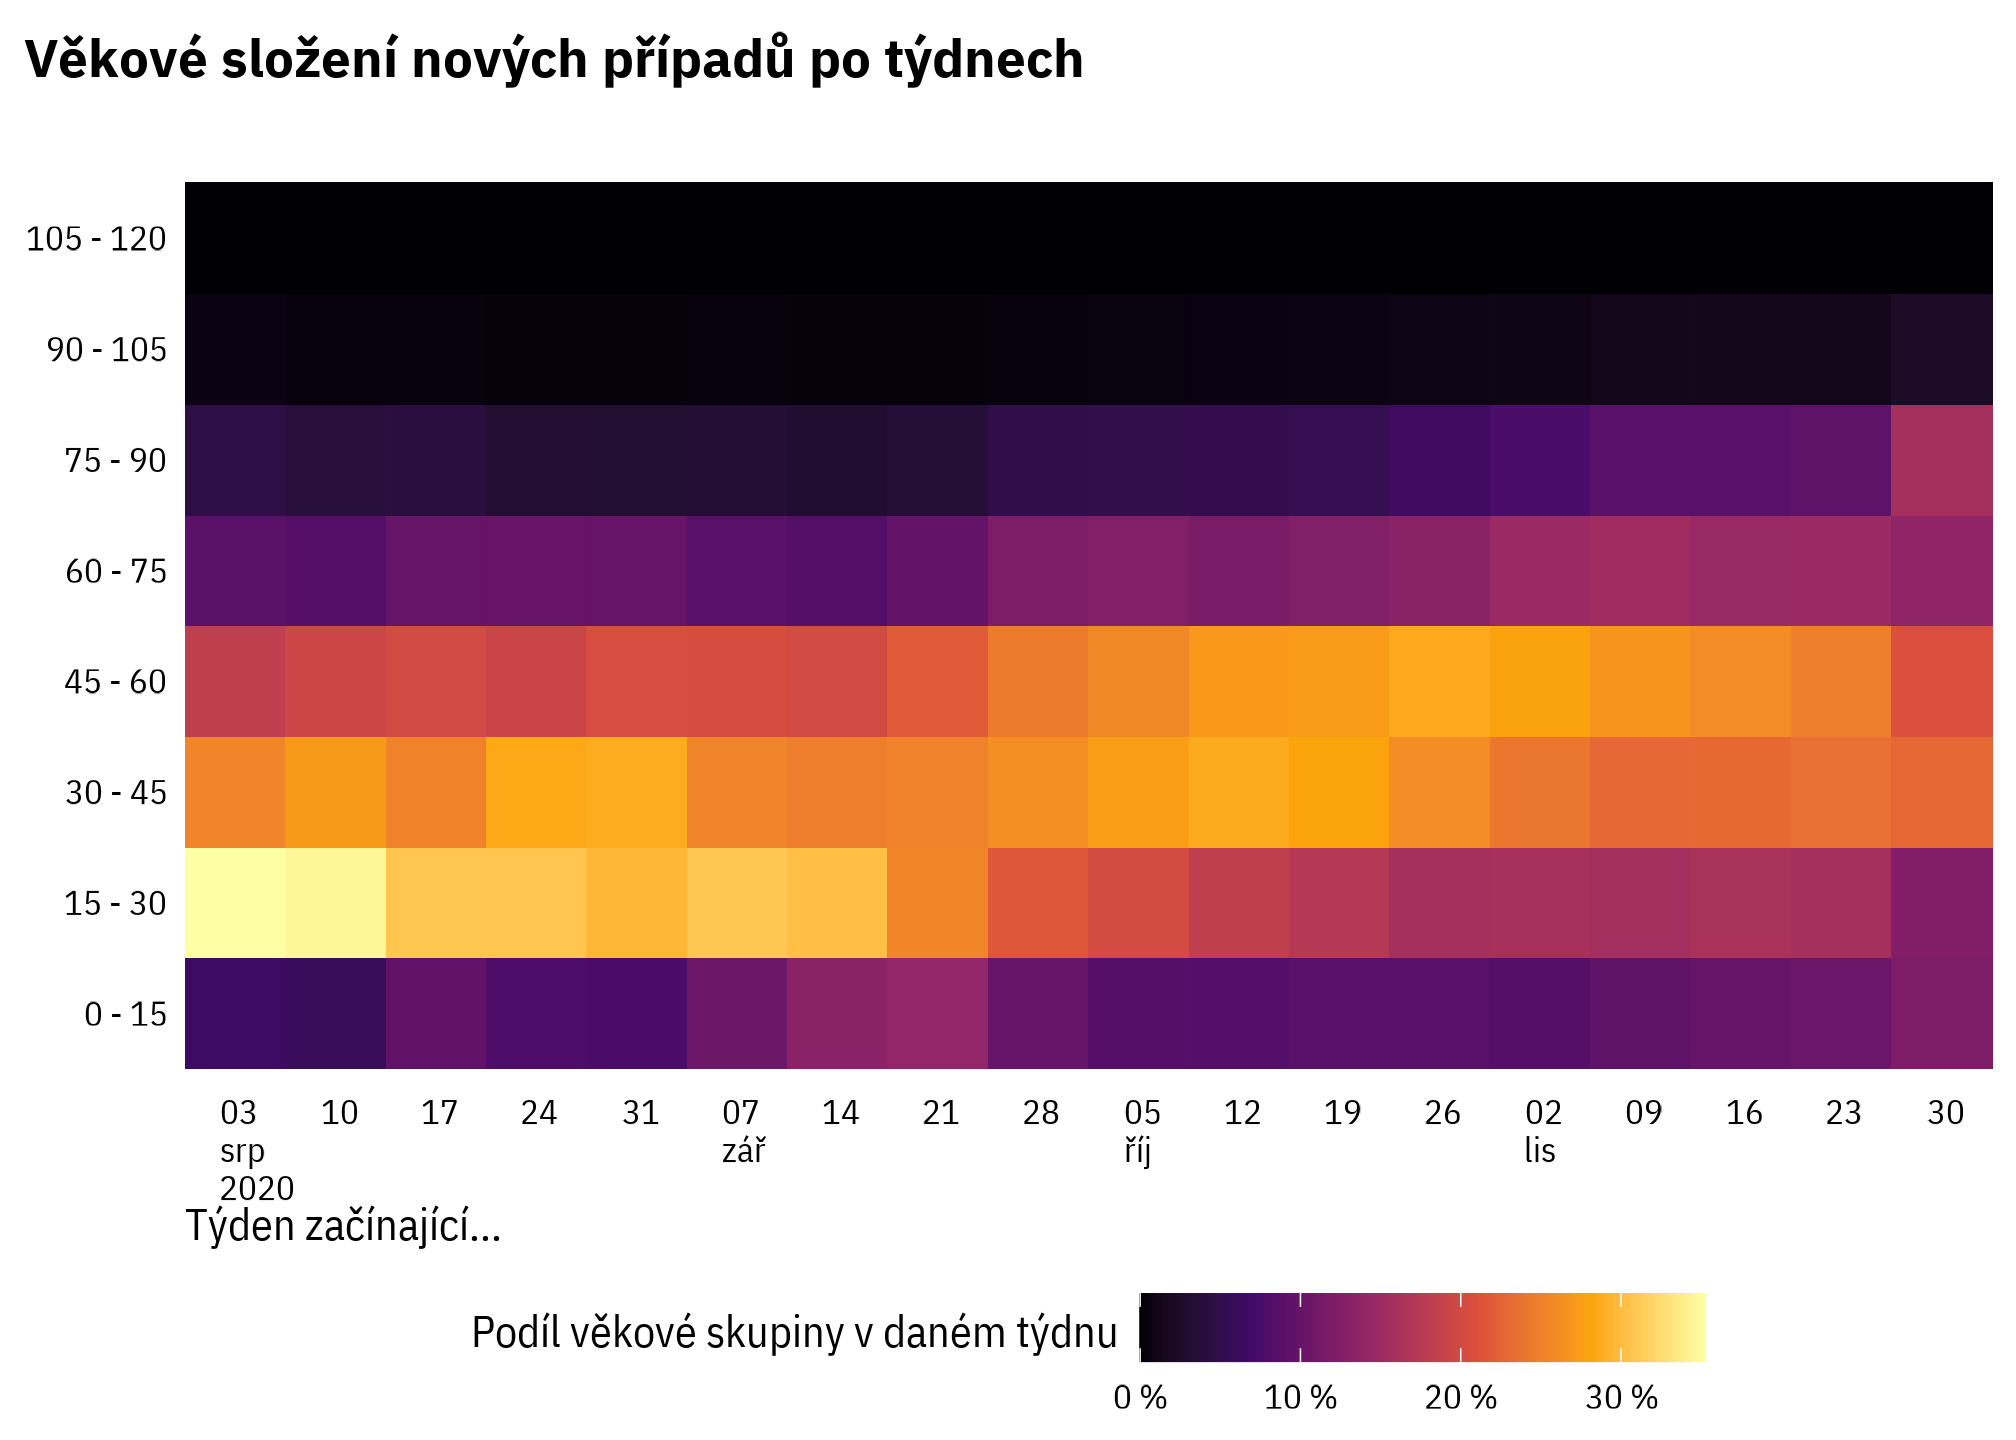 Věkové složení nových případů po týdnech
105 - 120
90 - 105
75 - 90
60 - 75
45 - 60
30 - 45
15 - 30
0 - 15
03 10 17 24 31 07 14 21 28 05 12 19 26 02 09 16 23 30
srp zář říj lis
2020
Týden začínající...
Podíl věkové skupiny v daném týdnu
0 % 10 % 20 % 30 %